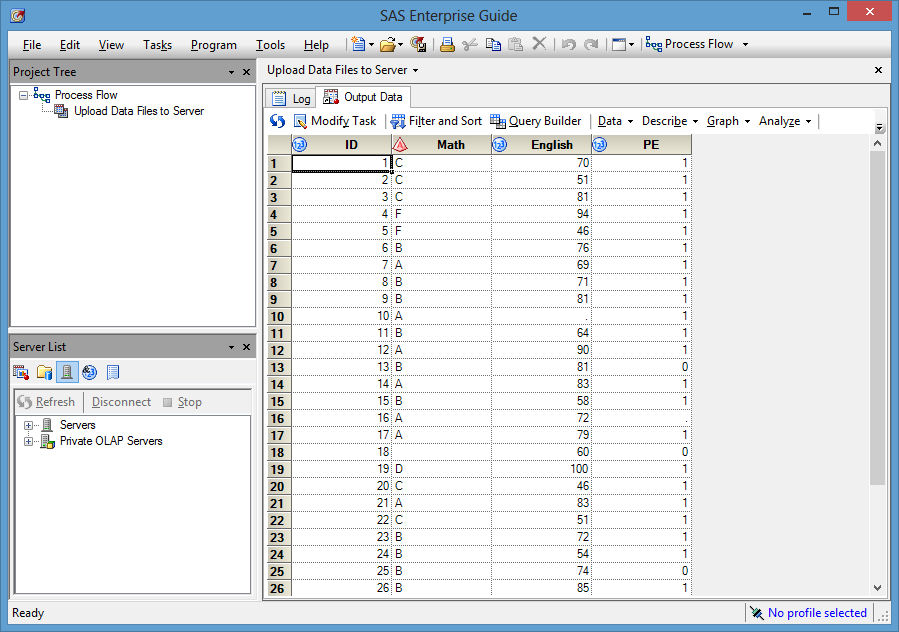 SAS Enterprise Guide
File Edit View Tasks Program Tools Help Process Flow
Project Tree
Process Flow
Upload Data Files to Server
Server List
Refresh Disconnect Stop
Servers
Private OLAP Servers
Upload Data Files to Server
Log Output Data
Modify Task Filter and Sort Query Builder Data Describe Graph Analyze
ID Math English PE
1 1 C 70 1
2 2 C 51 1
3 3 C 81 1
4 4 F 94 1
5 5 F 46 1
6 6 B 76 1
7 7 A 69 1
8 8 B 71 1
9 9 B 81 1
10 10 A . 1
11 11 B 64 1
12 12 A 90 1
13 13 B 81 0
14 14 A 83 1
15 15 B 58 1
16 16 A 72 .
17 17 A 79 1
18 18 60 0
19 19 D 100 1
20 20 C 46 1
21 21 A 83 1
22 22 C 51 1
23 23 B 72 1
24 24 B 54 1
25 25 B 74 0
26 26 B 85 1
Ready No profile selected